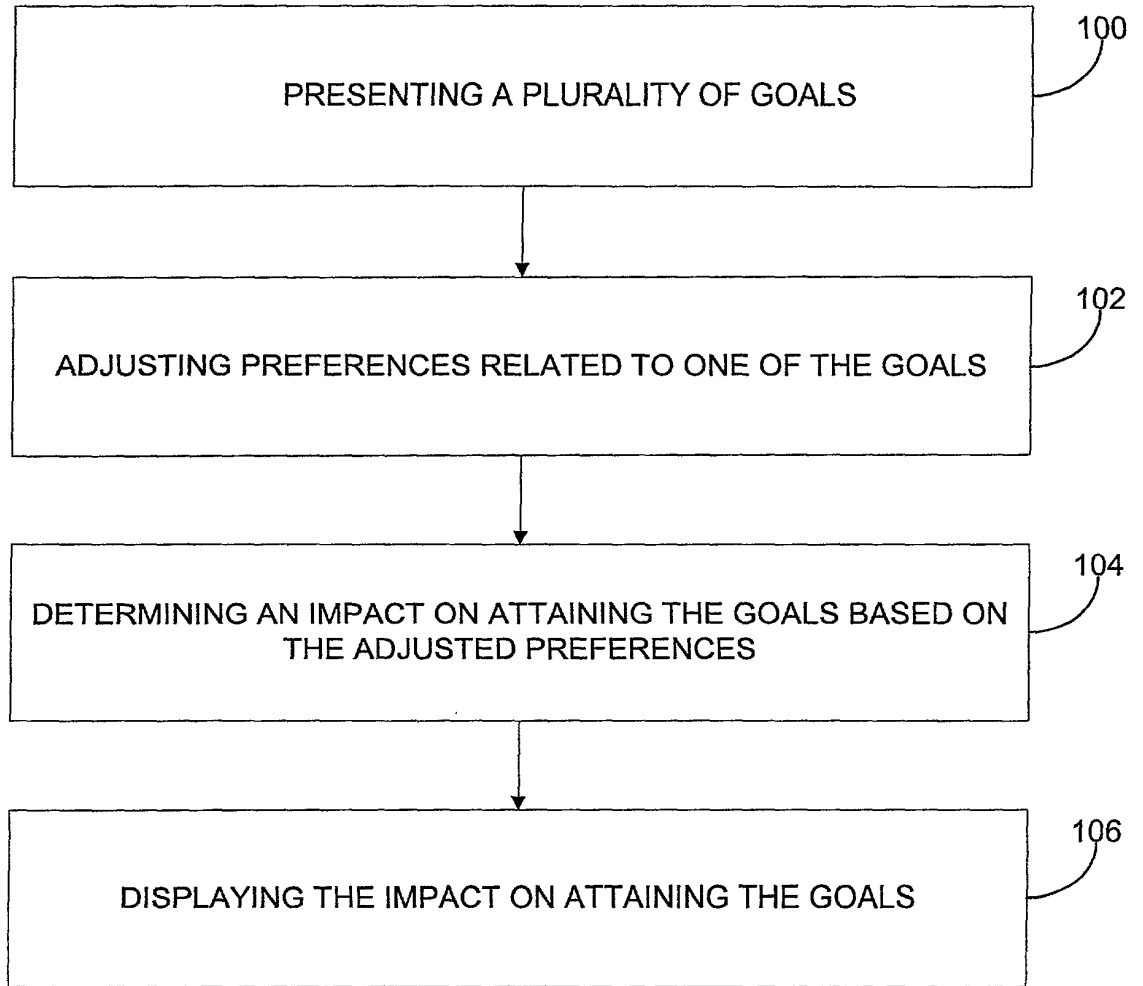 100
PRESENTING A PLURALITY OF GOALS
102
ADJUSTING PREFERENCES RELATED TO ONE OF THE GOALS
104
DETERMINING AN IMPACT ON ATTAINING THE GOALS BASED ON
THE ADJUSTED PREFERENCES
106
DISPLAYING THE IMPACT ON ATTAINING THE GOALS